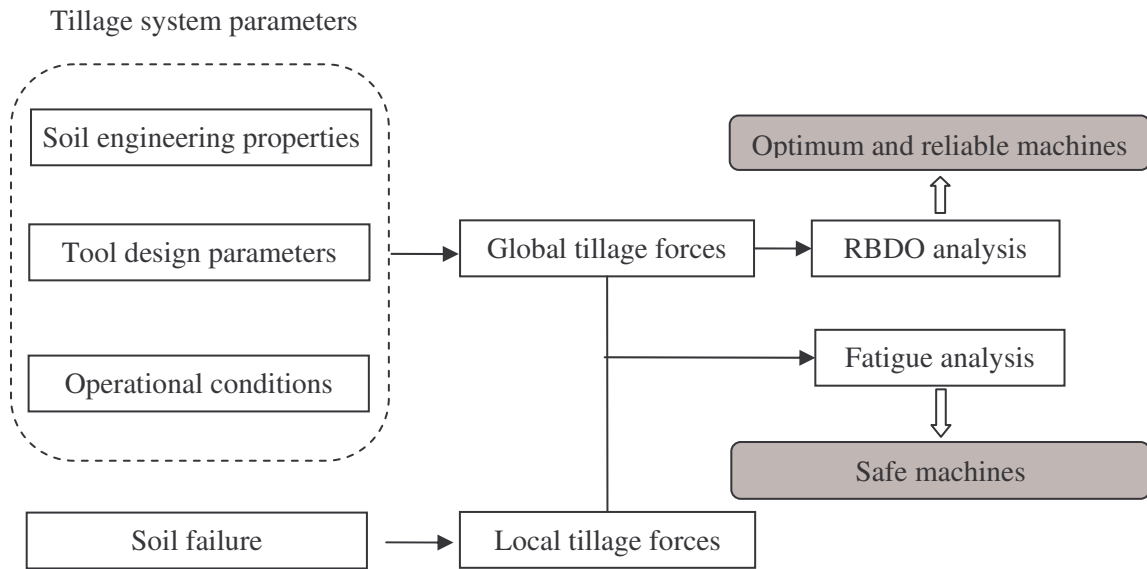 Tillage system parameters
Soil engineering properties
Optimum and reliable machines
Tool design parameters
Global tillage forces
RBDO analysis
Operational conditions
Fatigue analysis
Safe machines
Soil failure
Local tillage forces